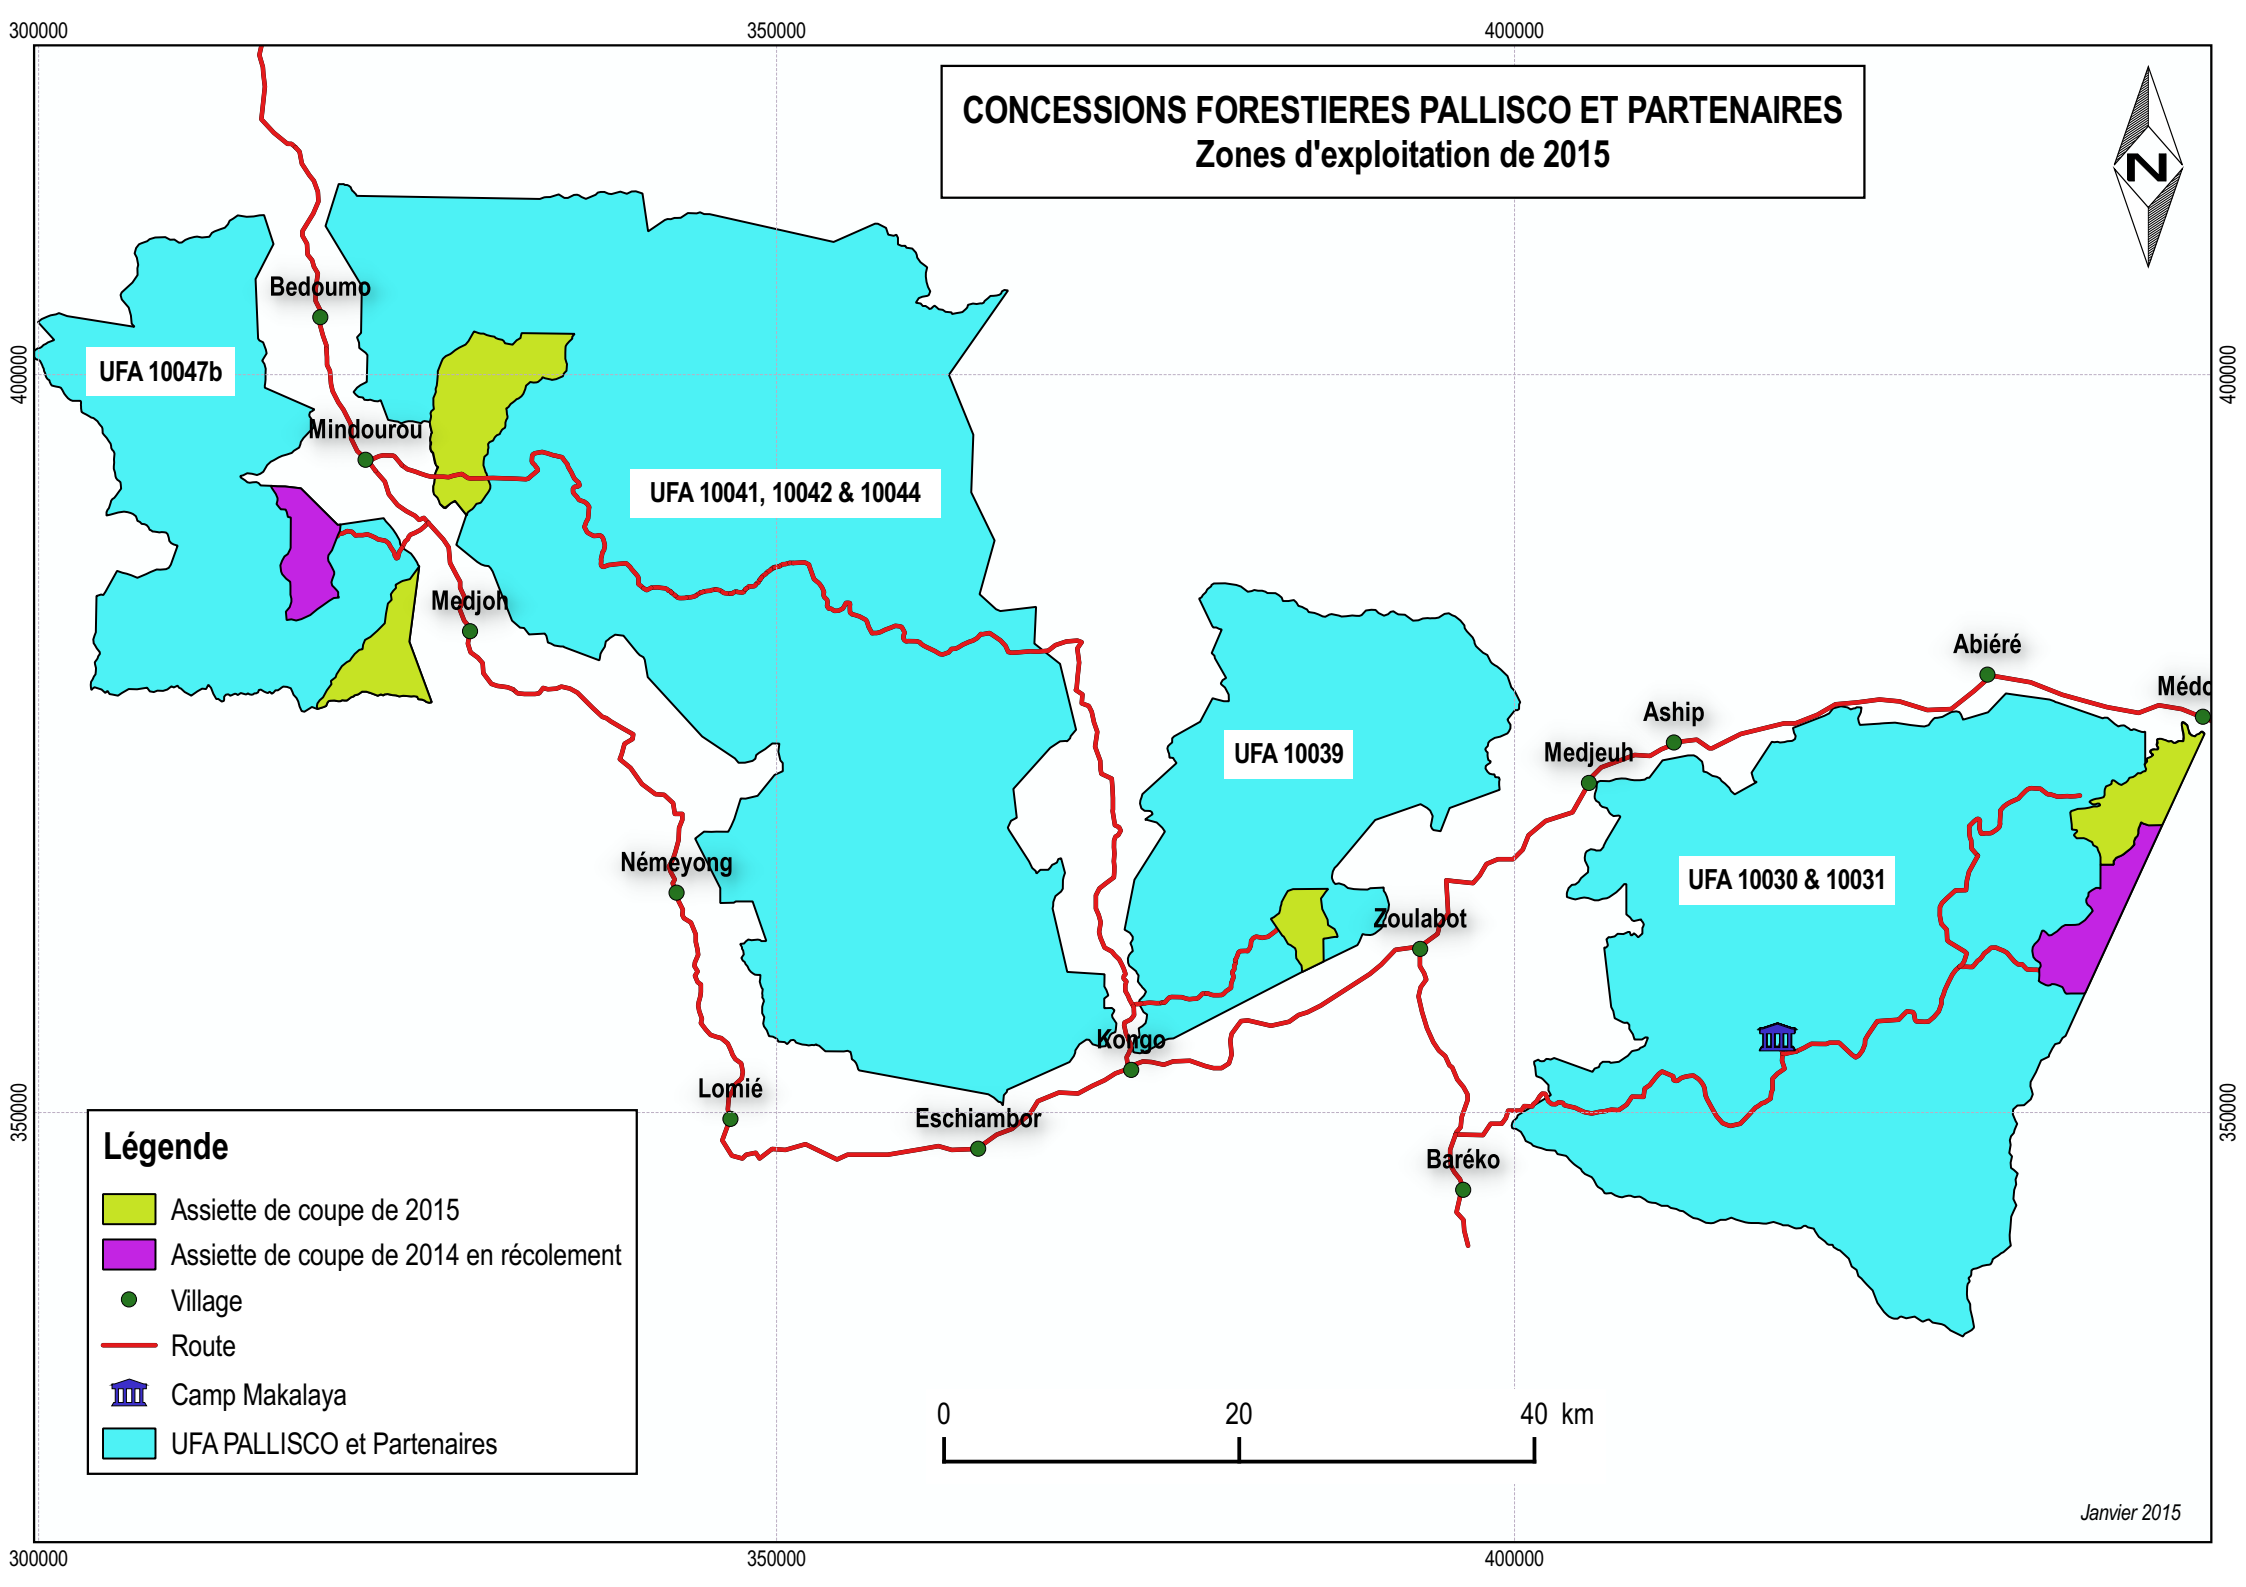 300000
350000
400000
CONCESSIONS FORESTIERES PALLISCO ET PARTENAIRES
Zones d'exploitation de 2015
N
Bedoumo
400000
400000
UFA 10047b
Mindourou
UFA 10041, 10042 & 10044
Medjoh
Abiéré
Médo
Aship
Medjeuh
UFA 10039
Némeyong
UFA 10030 & 10031
Zoulabot
Kongo
Lomié
Eschiambor
350000
350000
Baréko
Légende
Assiette de coupe de 2015
Assiette de coupe de 2014 en récolement
Village
Route
Camp Makalaya
UFA PALLISCO et Partenaires
0 20 40 km
Janvier 2015
300000
350000
400000